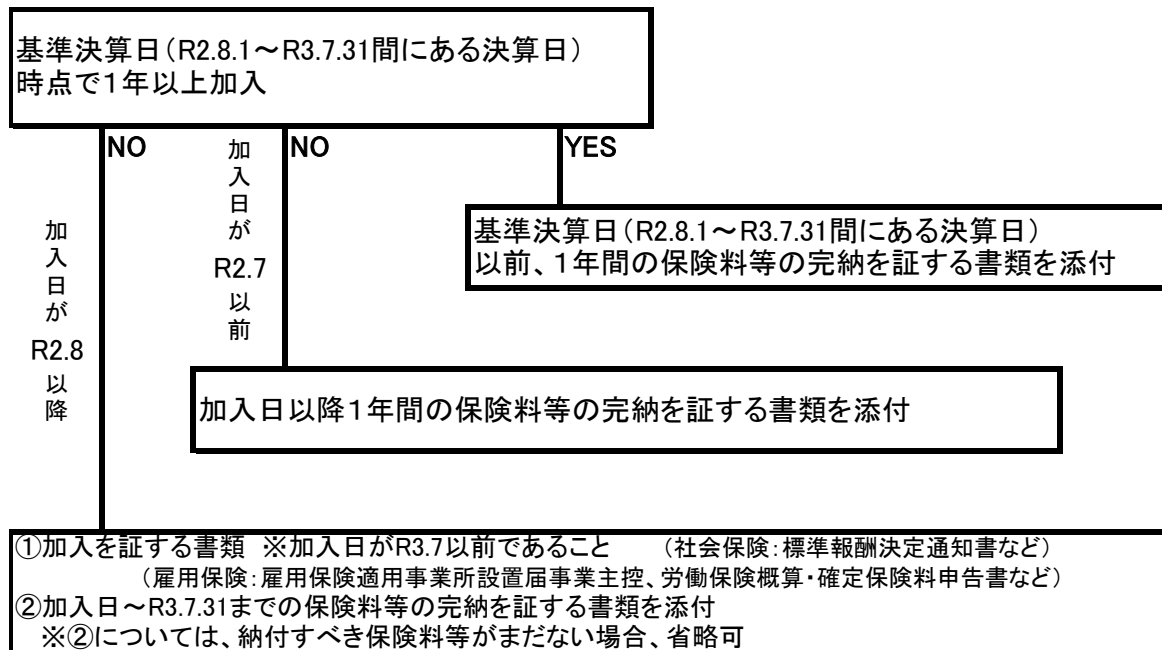 基準決算日（R2.8.1～R3.7.31間にある決算日）
時点で１年以上加入
NO
加入日がR2.7以前
NO
YES
加入日がR2.8以降
基準決算日（R2.8.1～R3.7.31間にある決算日）
以前、１年間の保険料等の完納を証する書類を添付
加入日以降１年間の保険料等の完納を証する書類を添付
①加入を証する書類 ※加入日がR3.7以前であること （社会保険：標準報酬決定通知書など）
（雇用保険：雇用保険適用事業所設置届事業主控、労働保険概算・確定保険料申告書など）
②加入日～R3.7.31までの保険料等の完納を証する書類を添付
※②については、納付すべき保険料等がまだない場合、省略可